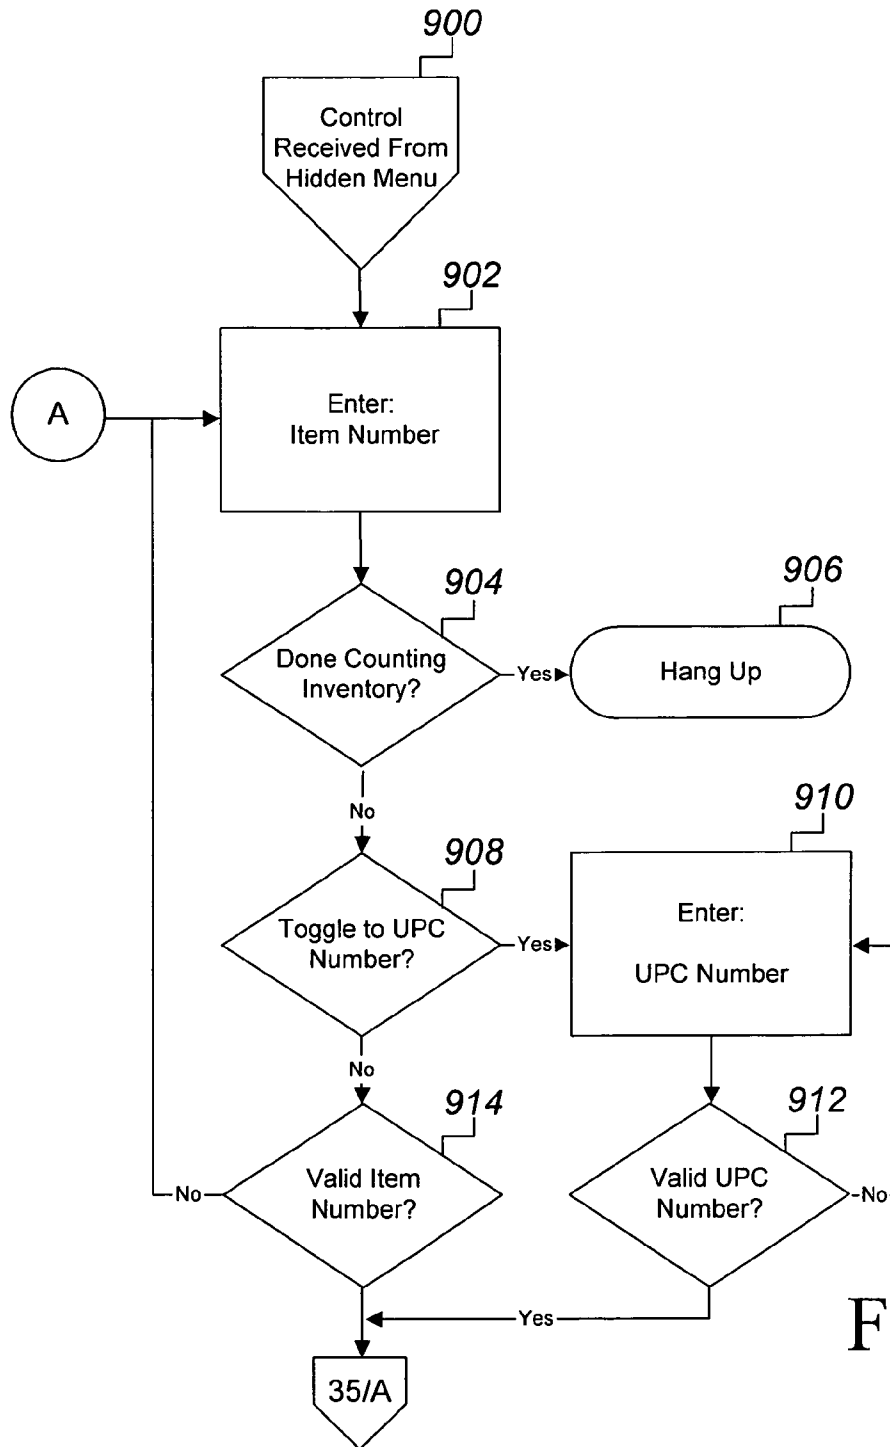 900
Control
Received From
Hidden Menu
902
A
Enter:
Item Number
904
Done Counting
Inventory?
Yes
906
Hang Up
No
908
Toggle to UPC
Number?
Yes
910
Enter:
UPC Number
No
914
Valid Item
Number?
No
912
Valid UPC
Number?
No
Yes
F
35/A